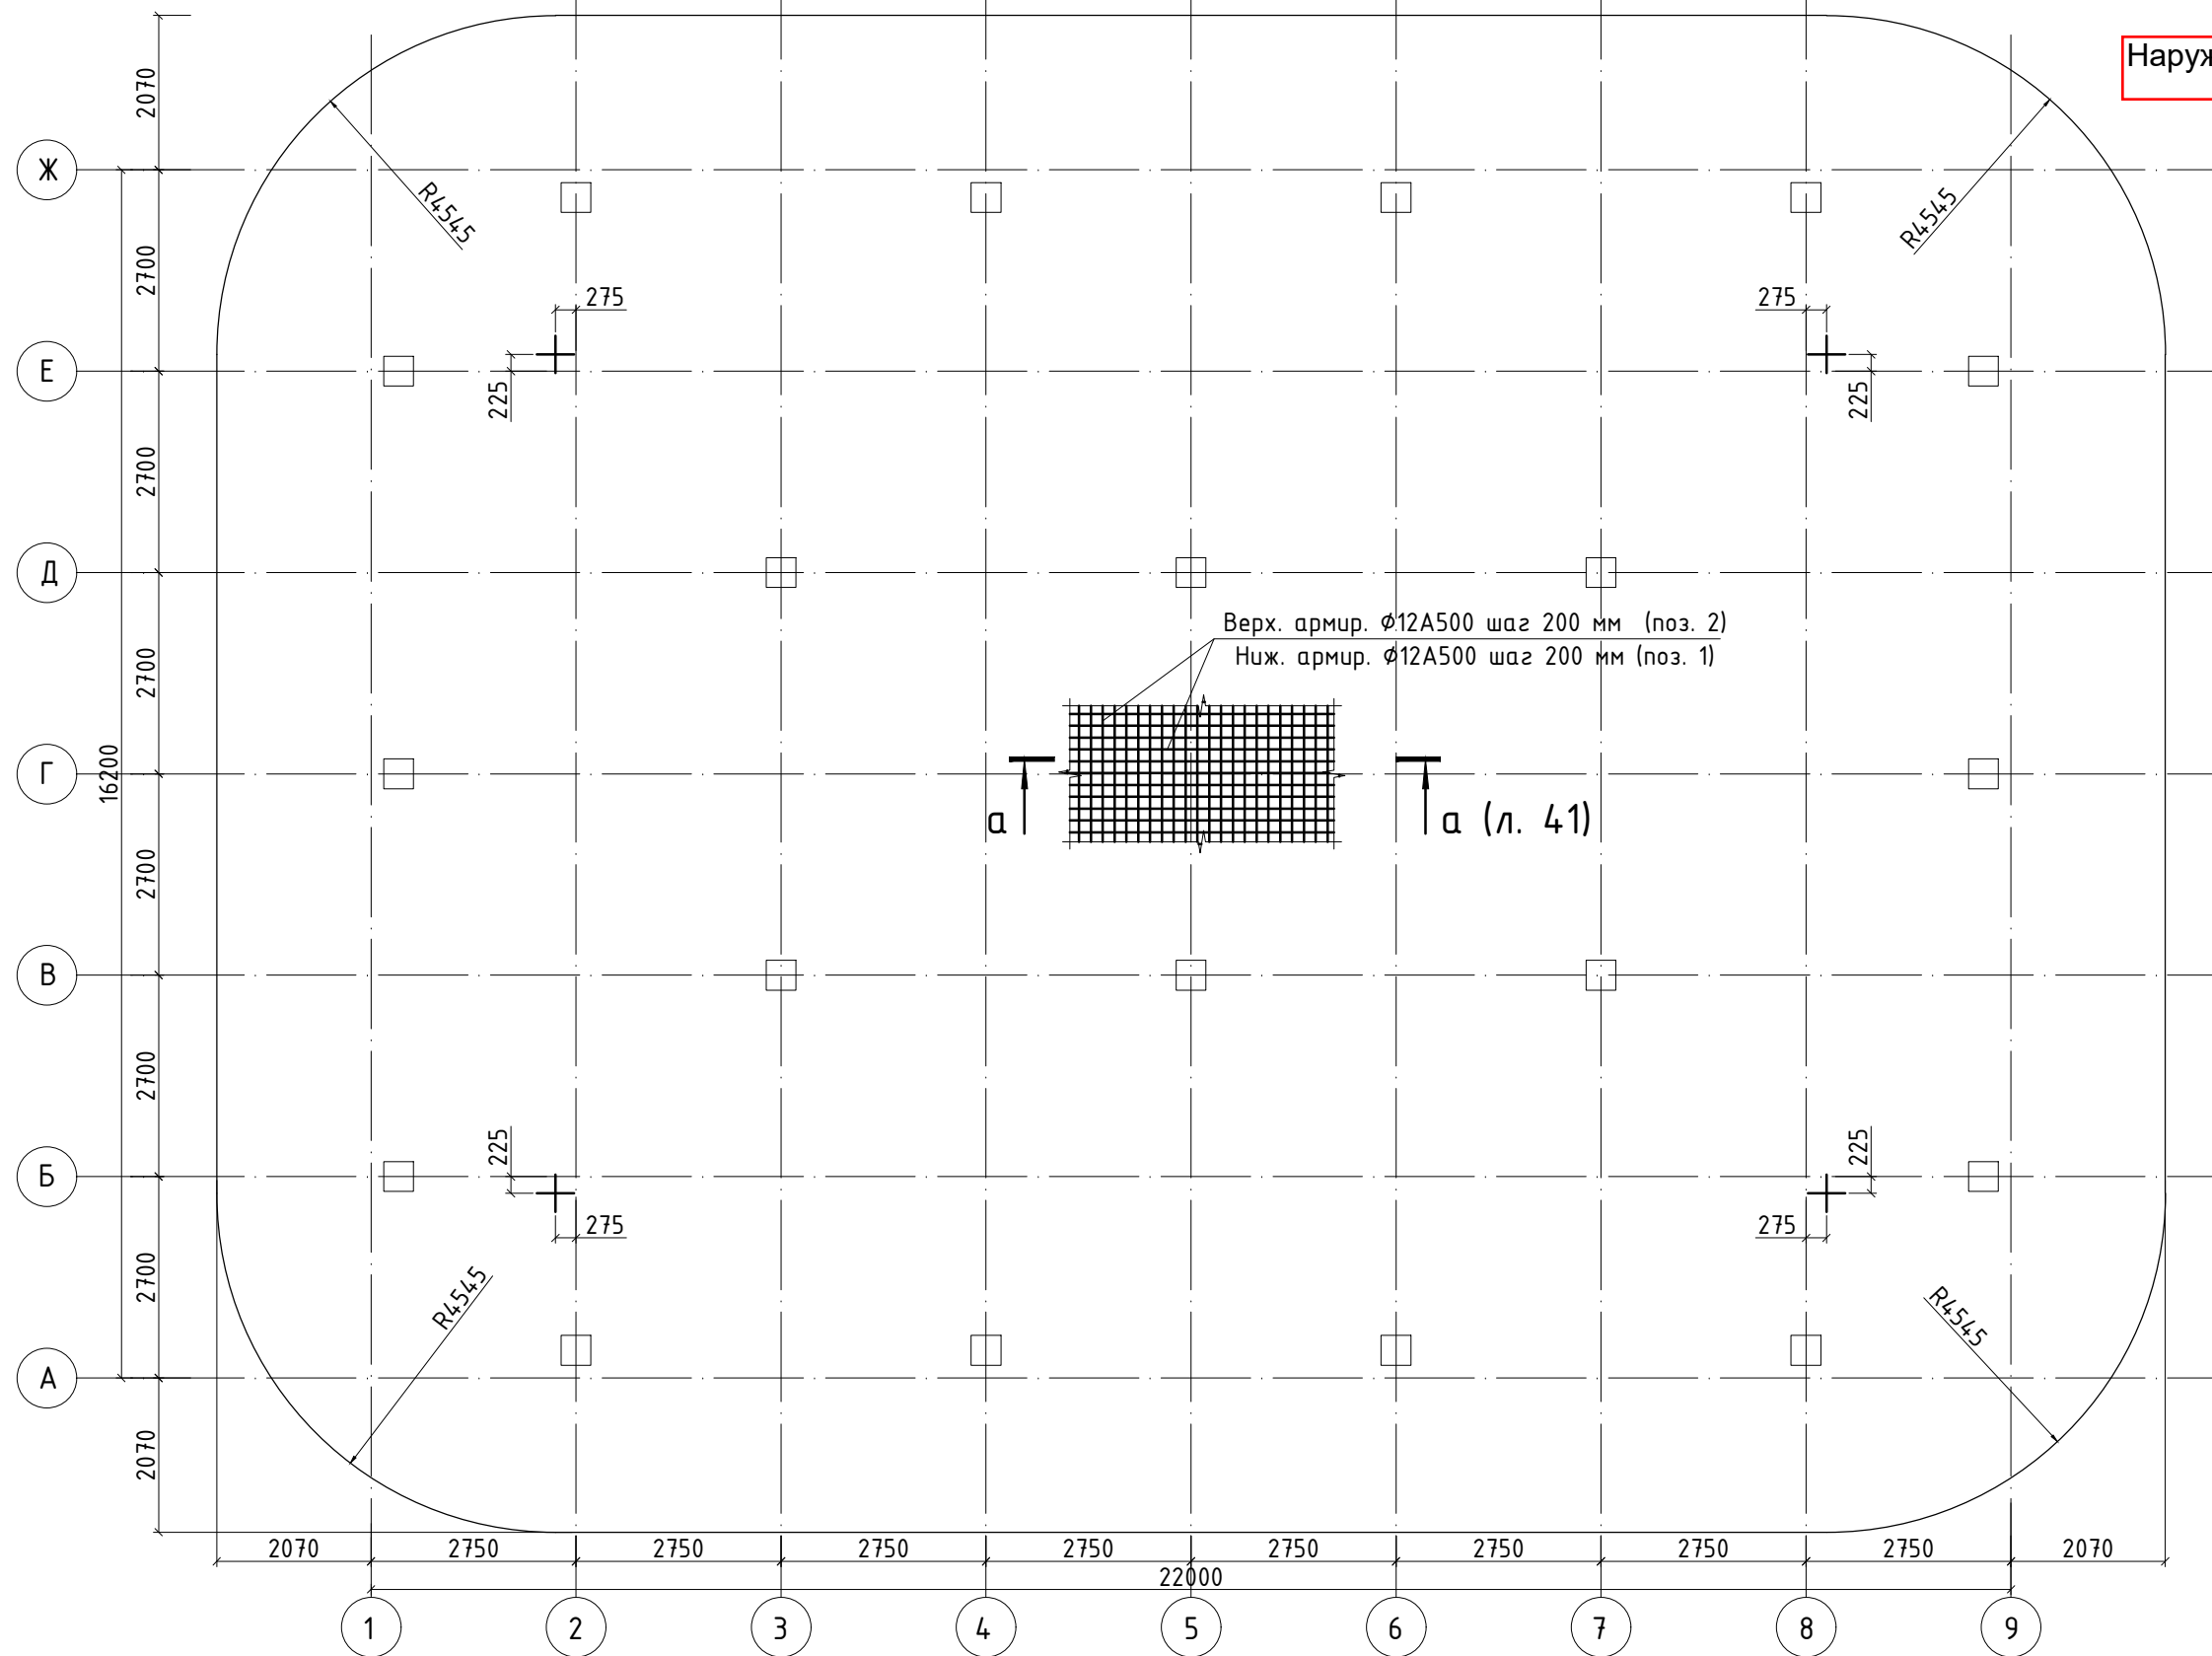 Наруж
2070
Ж
R4545
R4545
2700
275
275
Е
225
225
2700
Д
Верх. армир. ϕ12А500 шаг 200 мм (поз. 2)
Ниж. армир. ϕ12А500 шаг 200 мм (поз. 1)
2700
16200
Г
а
а (л. 41)
2700
В
2700
225
225
Б
275
275
2700
R4545
R4545
А
2070
2070 2750 2750 2750 2750 2750 2750 2750 2750 2070
22000
1 2 3 4 5 6 7 8 9